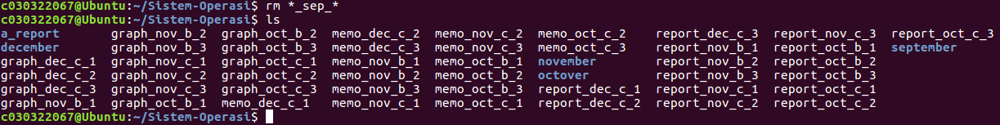 c030322067@Ubuntu:~/Sistem-Operasi$ rm *_sep_*
c030322067@Ubuntu:~/Sistem-Operasi$ ls
a_report graph_nov_b_2 graph_oct_b_2 memo_dec_c_2 memo_nov_c_2 memo_oct_c_2 report_dec_c_3 report_nov_c_3 report_oct_c_3
december graph_nov_b_3 graph_oct_b_3 memo_dec_c_3 memo_nov_c_3 memo_oct_c_3 report_nov_b_1 report_oct_b_1 september
graph_dec_c_1 graph_nov_c_1 graph_oct_c_1 memo_nov_b_1 memo_oct_b_1 november report_nov_b_2 report_oct_b_2
graph_dec_c_2 graph_nov_c_2 graph_oct_c_2 memo_nov_b_2 memo_oct_b_2 octover report_nov_b_3 report_oct_b_3
graph_dec_c_3 graph_nov_c_3 graph_oct_c_3 memo_nov_b_3 memo_oct_b_3 report_dec_c_1 report_nov_c_1 report_oct_c_1
graph_nov_b_1 graph_oct_b_1 memo_dec_c_1 memo_nov_c_1 memo_oct_c_1 report_dec_c_2 report_nov_c_2 report_oct_c_2
c030322067@Ubuntu:~/Sistem-Operasi$